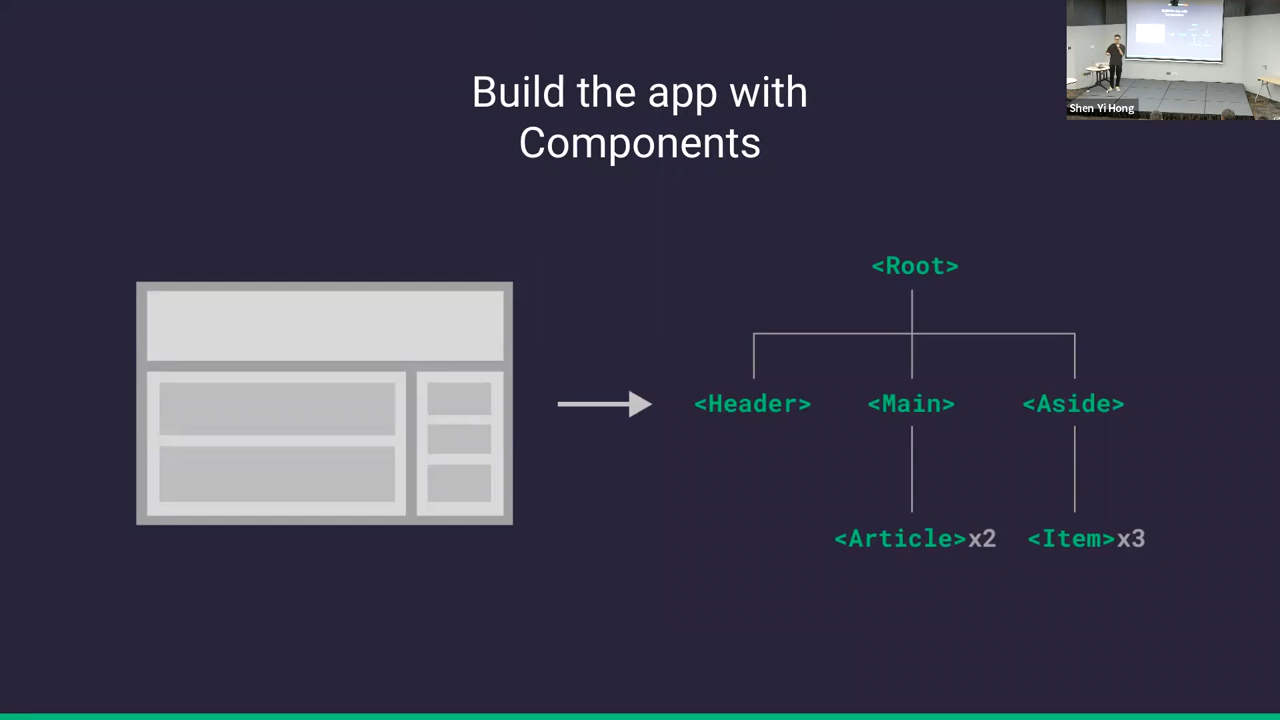 Build the app with
Components
Shen Yi Hong
<Root>
<Header>
<Main>
<Aside>
<Article>x2
<Item>x3